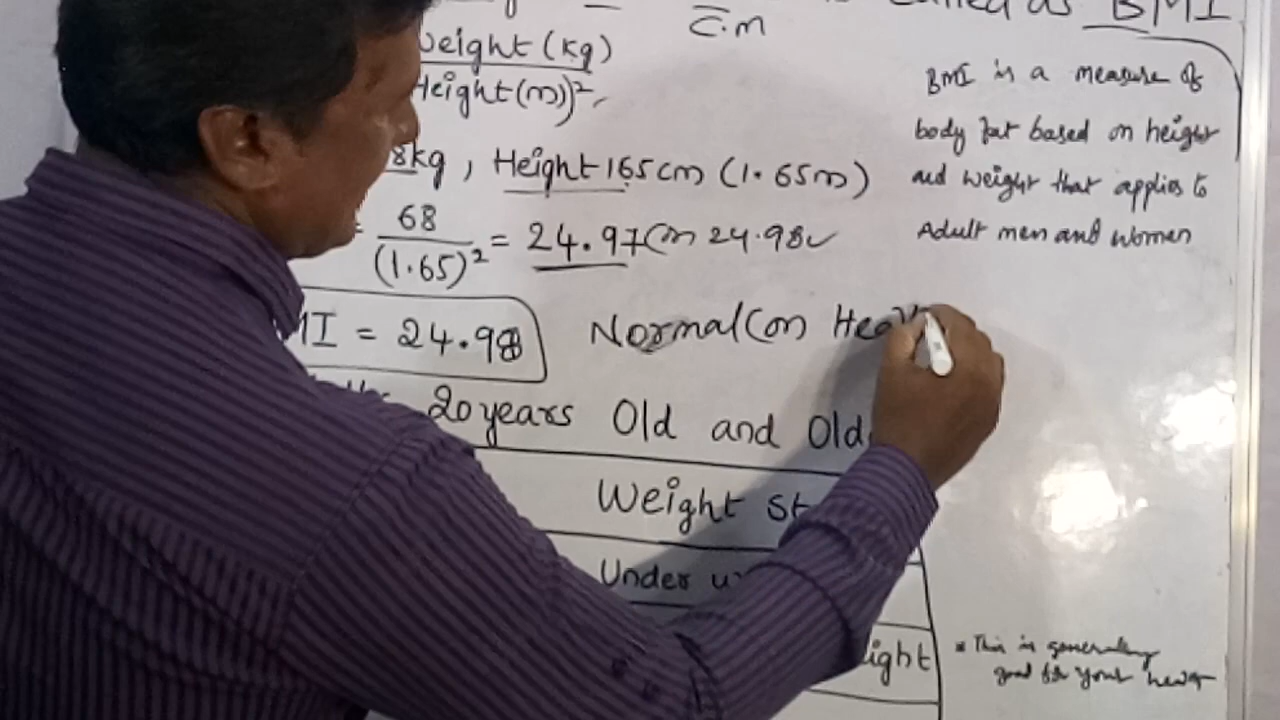 called as BMI
C.M
weight (kg)
Height(m))²
8kg, Height 165 cm (1.65m)
= 68/(1.65)² = 24.97 (or 24.98
MI = 24.98
Normal (or Hea
20 years Old and Old
Weight St
Under w
ight
BMI is a measure of
body fat based on height
and weight that applies to
Adult men and women
* This is generally
good for your heart